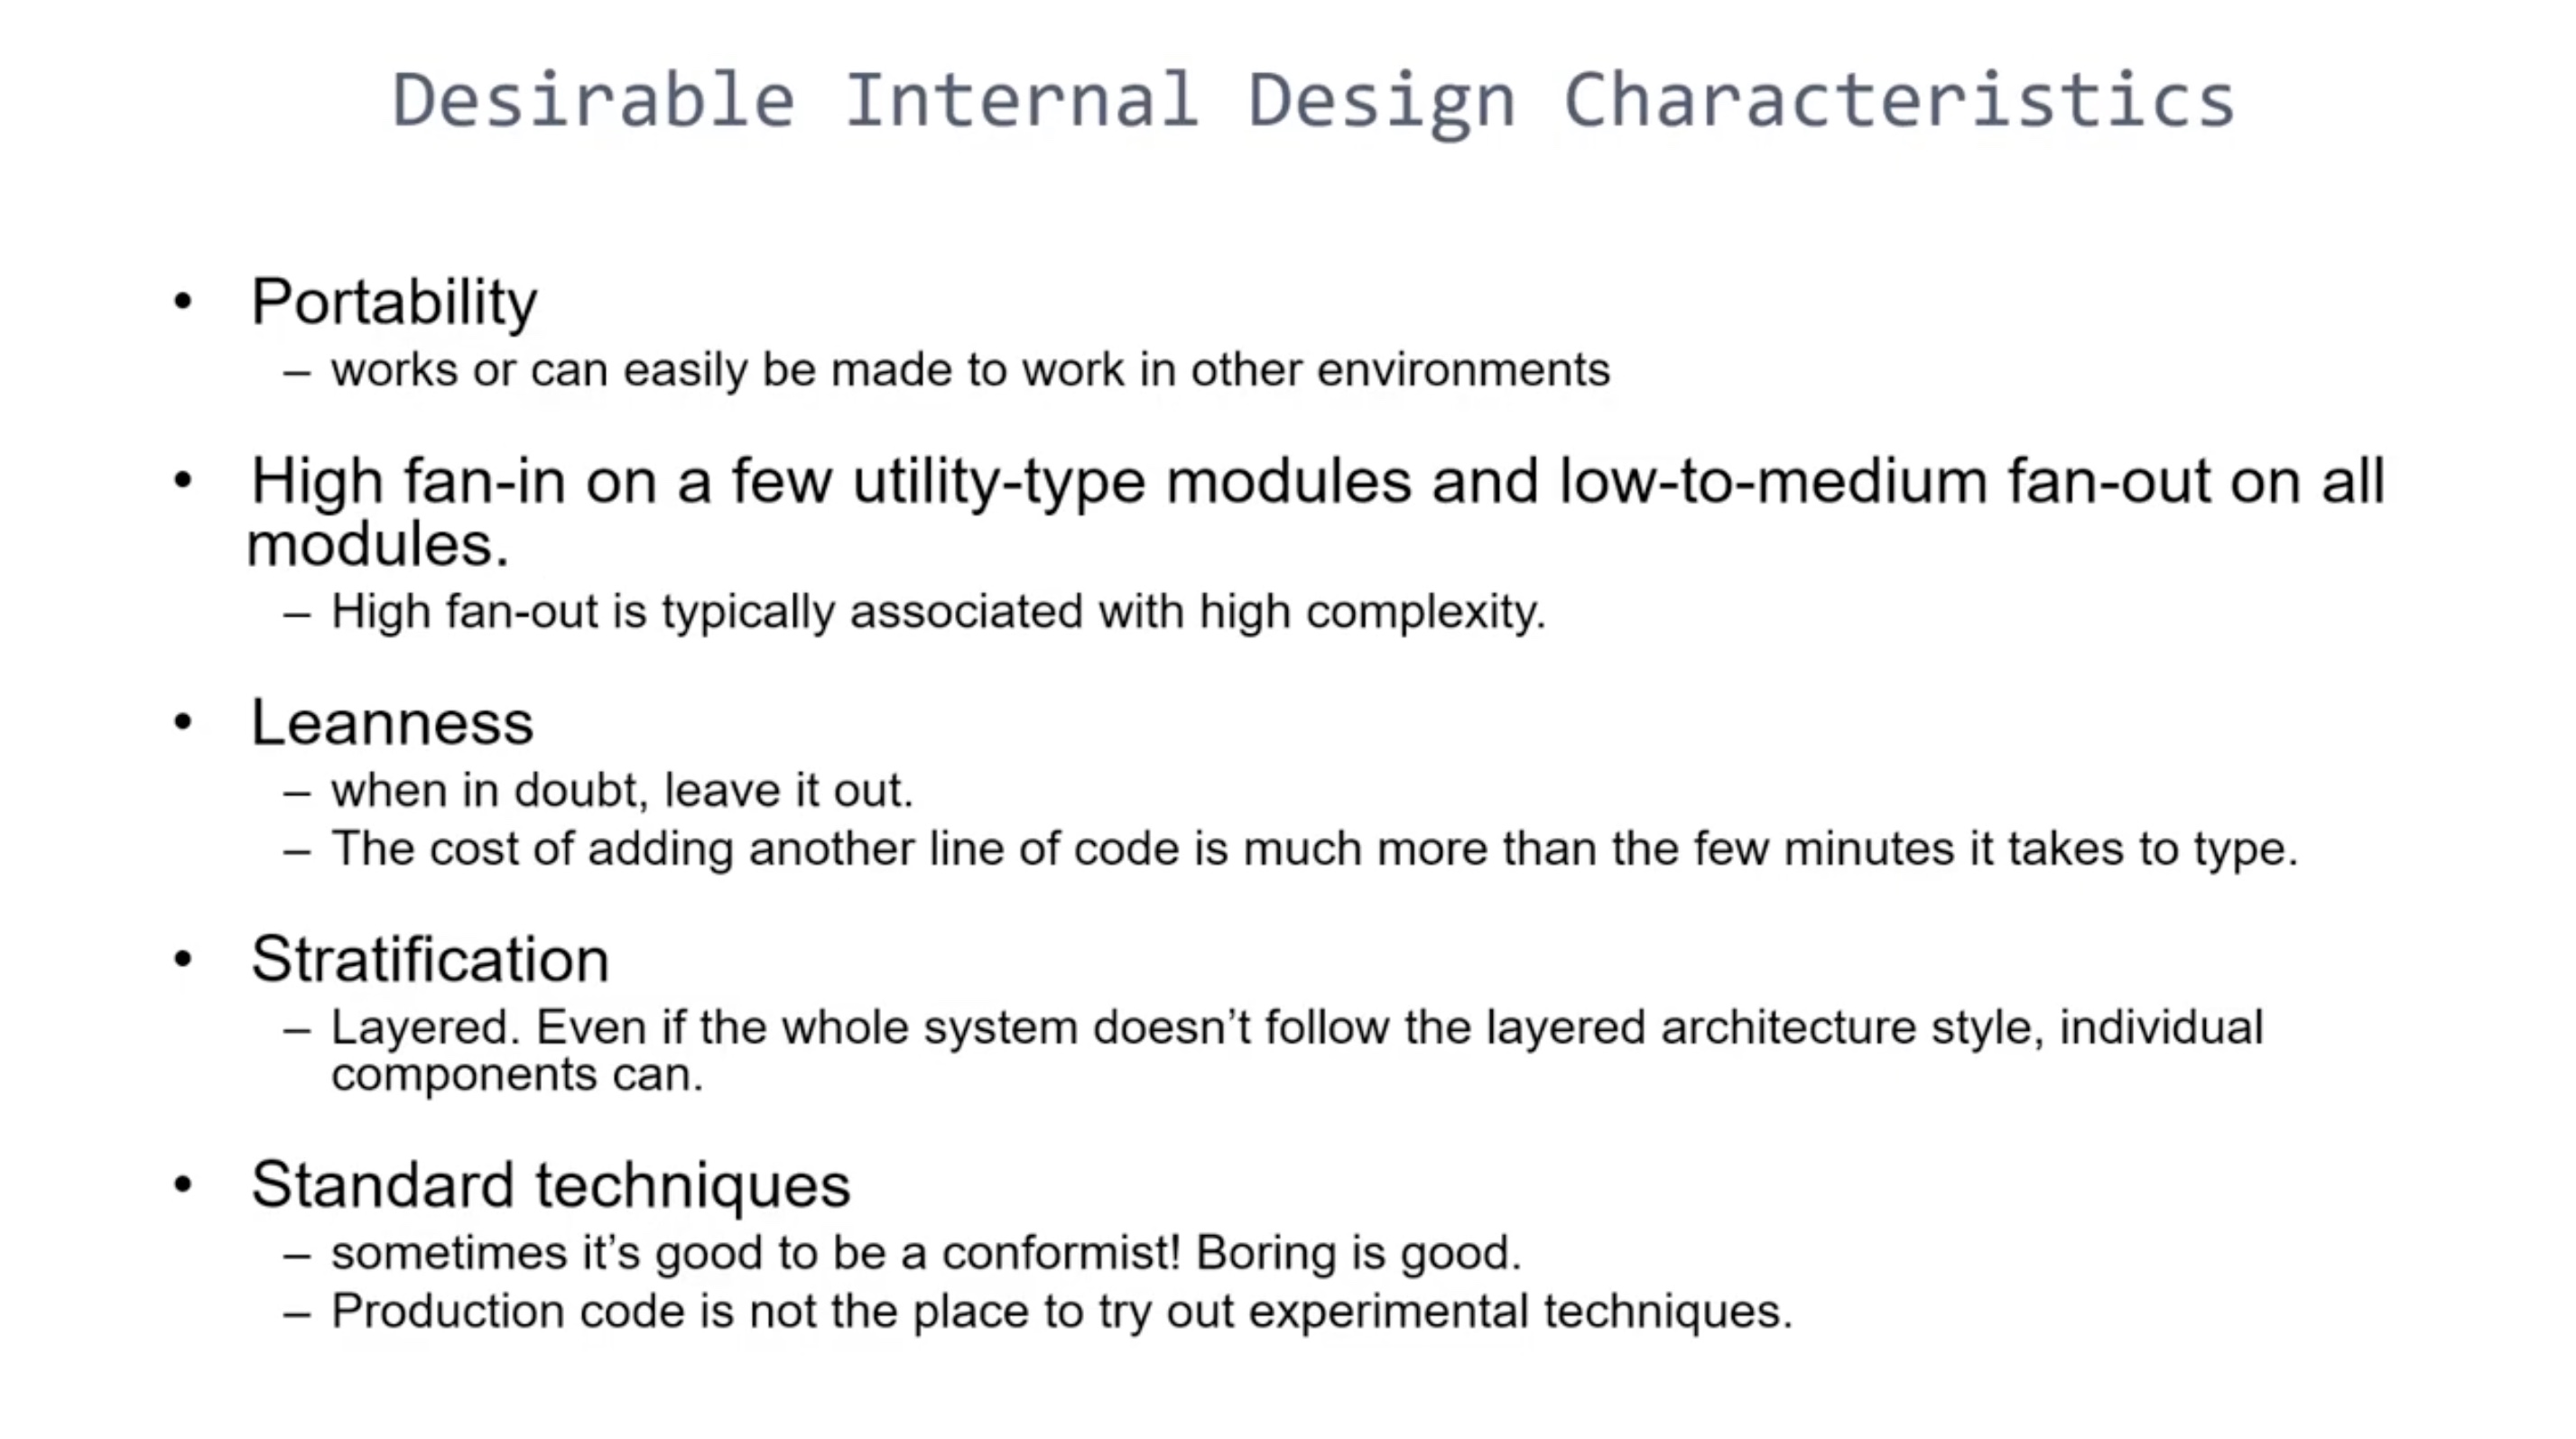 Desirable Internal Design Characteristics
• Portability
– works or can easily be made to work in other environments
• High fan-in on a few utility-type modules and low-to-medium fan-out on all
modules.
– High fan-out is typically associated with high complexity.
• Leanness
– when in doubt, leave it out.
– The cost of adding another line of code is much more than the few minutes it takes to type.
• Stratification
– Layered. Even if the whole system doesn’t follow the layered architecture style, individual
components can.
• Standard techniques
– sometimes it’s good to be a conformist! Boring is good.
– Production code is not the place to try out experimental techniques.